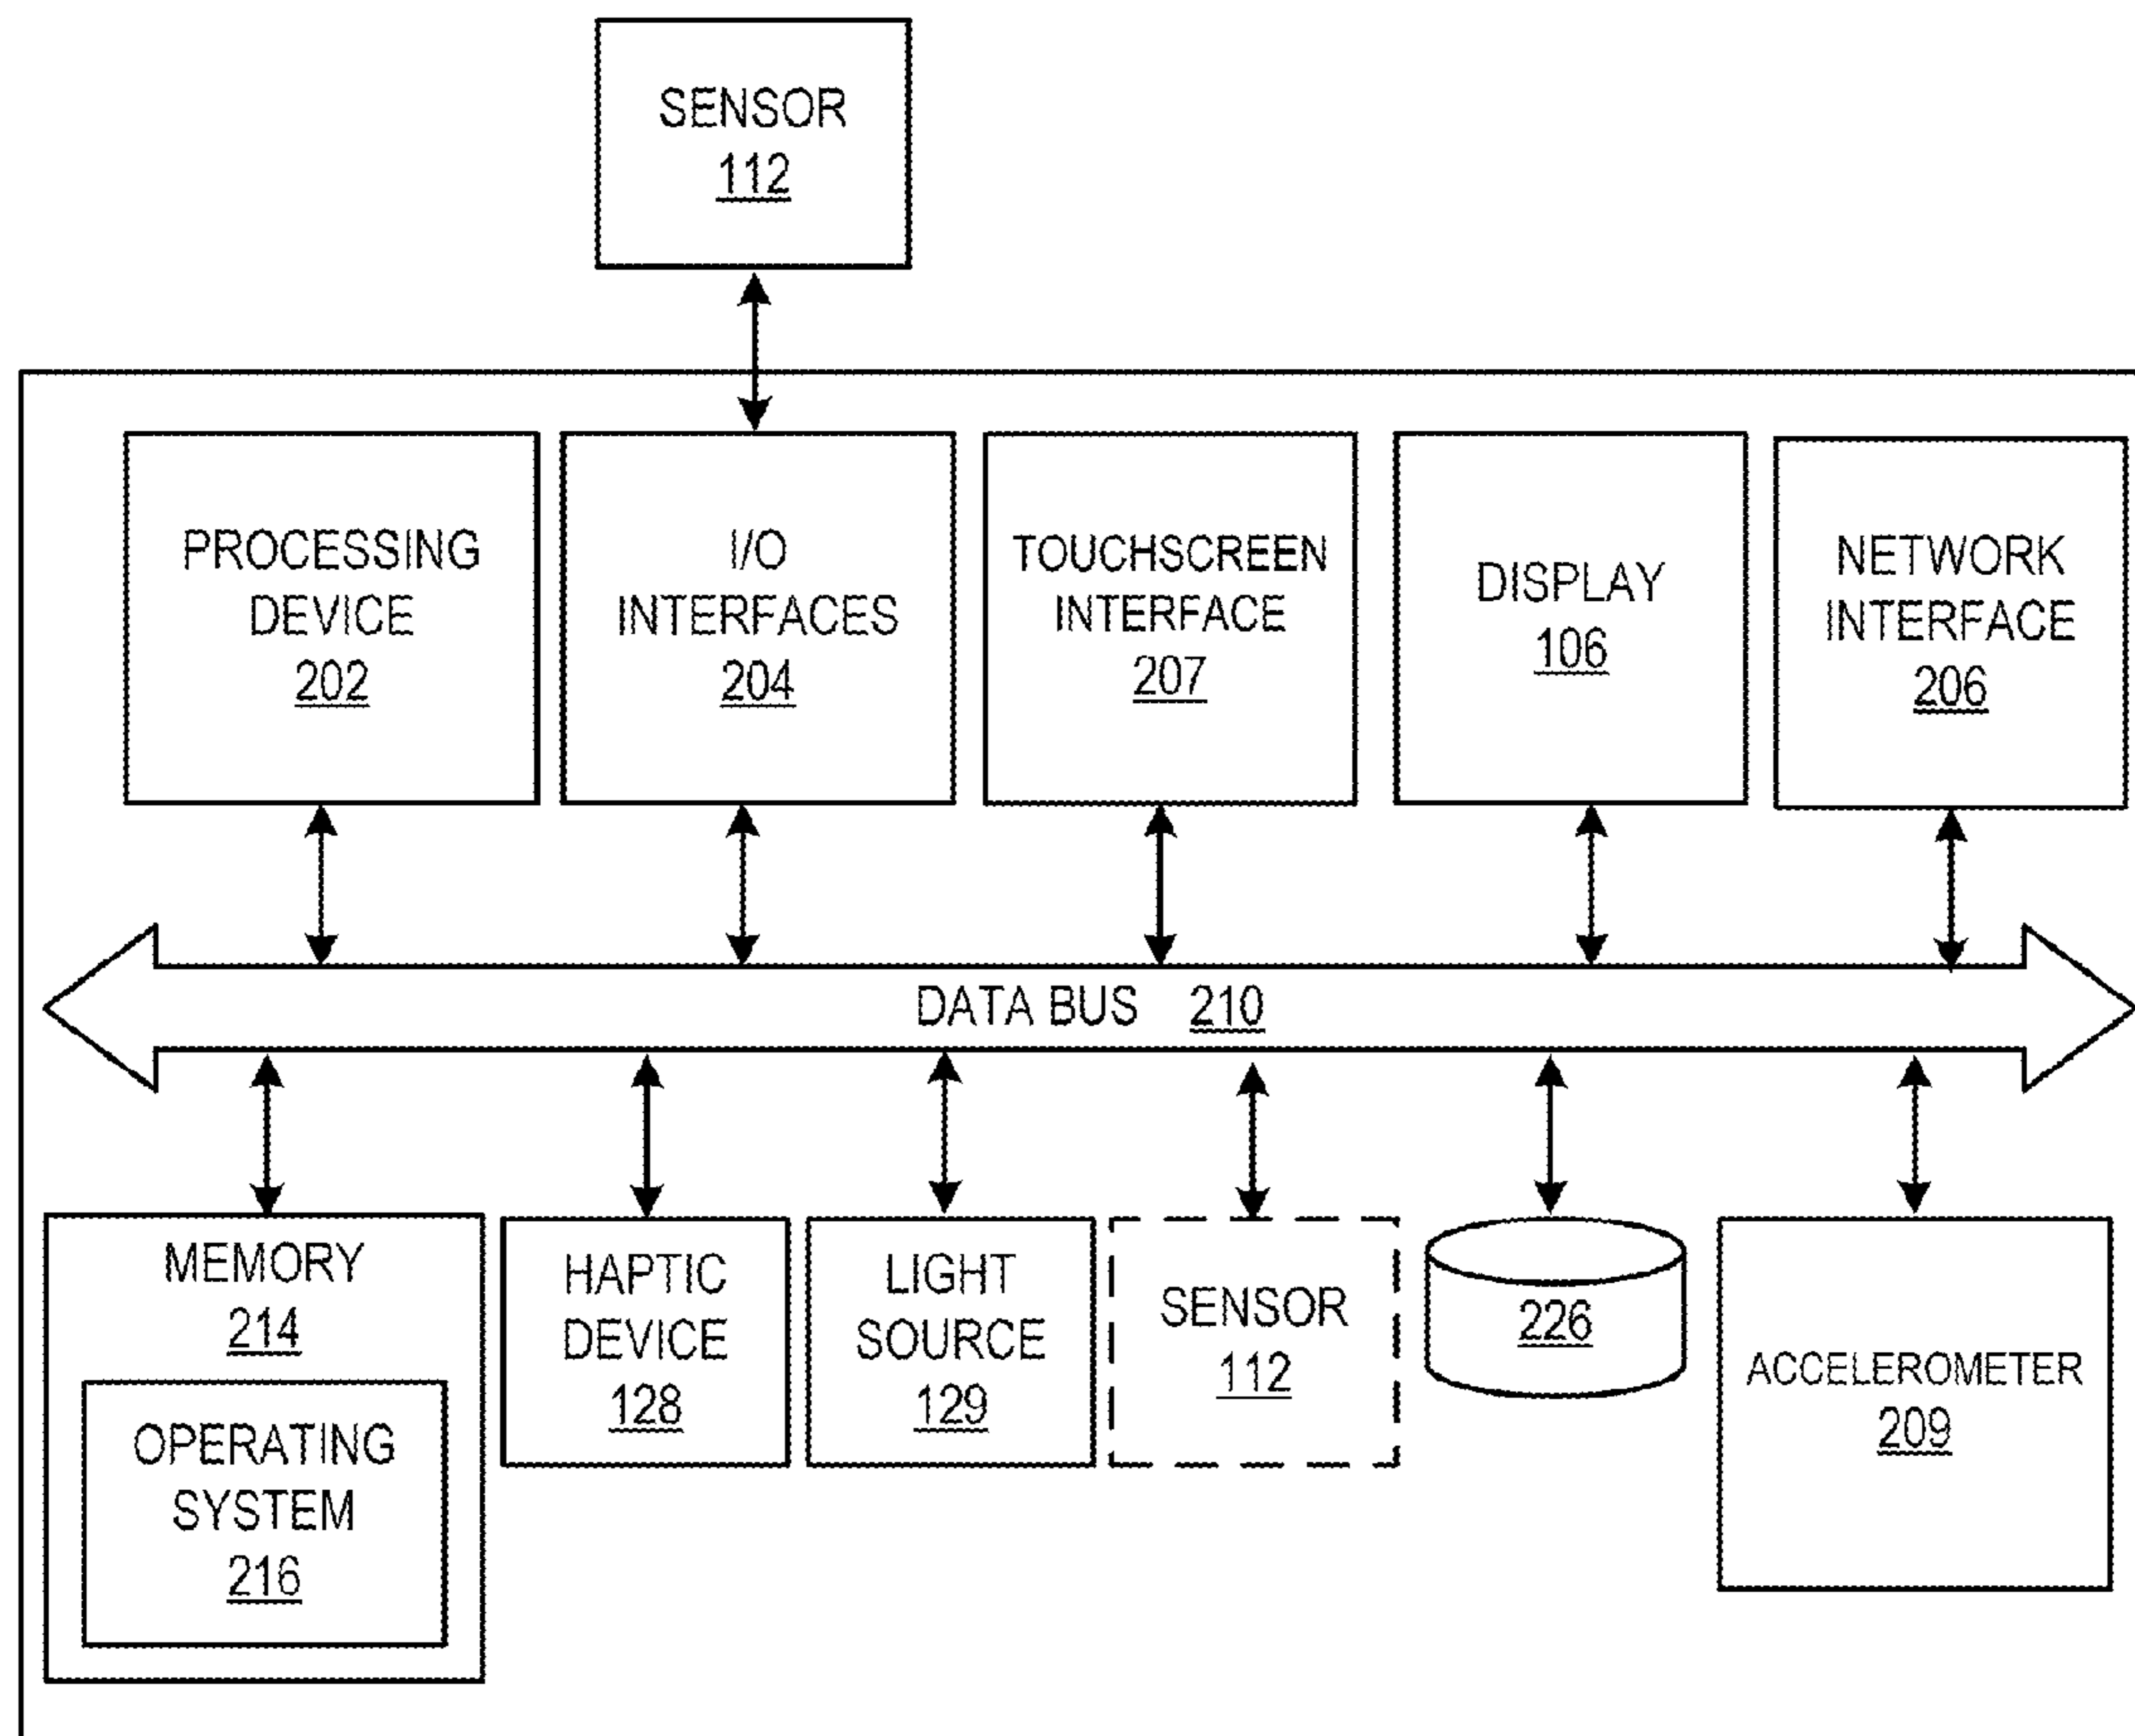 SENSOR
112
PROCESSING
DEVICE
202
I/O
INTERFACES
204
TOUCHSCREEN
INTERFACE
207
DISPLAY
106
NETWORK
INTERFACE
206
DATA BUS 210
MEMORY
214
OPERATING
SYSTEM
216
HAPTIC
DEVICE
128
LIGHT
SOURCE
129
SENSOR
112
226
ACCELEROMETER
209